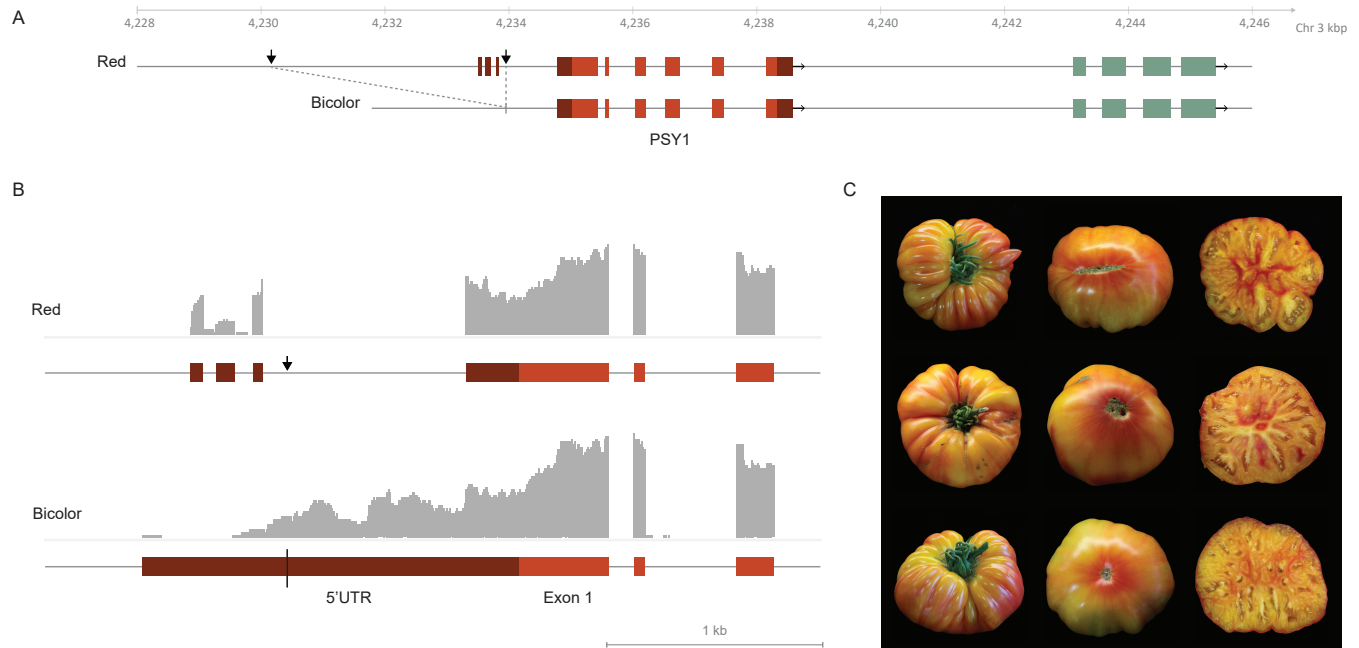 A
4,228 4,230 4,232 4,234 4,236 4,238 4,240 4,242 4,244 4,246
Chr 3 kbp
Red
Bicolor
PSY1
B
Red
Bicolor
5'UTR Exon 1
1 kb
C